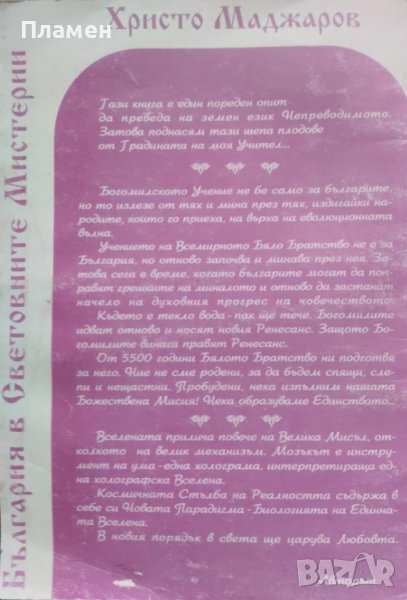 Пламен
Христо Маджаров
България в Световните Мистерии
Тази книга е един пореден опит
да преведа на земен език Непреводимото.
Затова поднасям тази шепа плодове
от Градината на моя Учител...
Богомилското Учение не бе само за българите,
но то излезе от тях и мина през тях, издигайки на-
родите, които го приеха, на върха на еволюционната
вълна.
Учението на Всемирното Бяло Братство не е за
България, но отново започва и минава през нея. За-
това сега е време, когато българите могат да поп-
равят грешките на миналото и отново да застанат
начело на духовния прогрес на човечеството.
Където е текло вода - пак ще тече. Богомилите
идват отново и носят новия Ренесанс. Защото Бо-
гомилите винаги правят Ренесанс.
От 5500 години Бялото Братство ни подготвя
за него. Ние не сме родени, за да бъдем спящи, сле-
пи и нещастни. Пробудени, нека изпълним нашата
Божествена Мисия! Нека образуваме Единството...
Вселената прилича повече на Велика Мисъл, от-
колкото на велик механизъм. Мозъкът е инстру-
мент на ума - една холограма, интерпретираща ед-
на холографска Вселена.
Космичната Стълба на Реалността съдържа в
себе си Новата Парадигма - Биологията на Единна-
та Вселена.
В новия порядък в света ще царува Любовта.
Авторът
bazar.bg